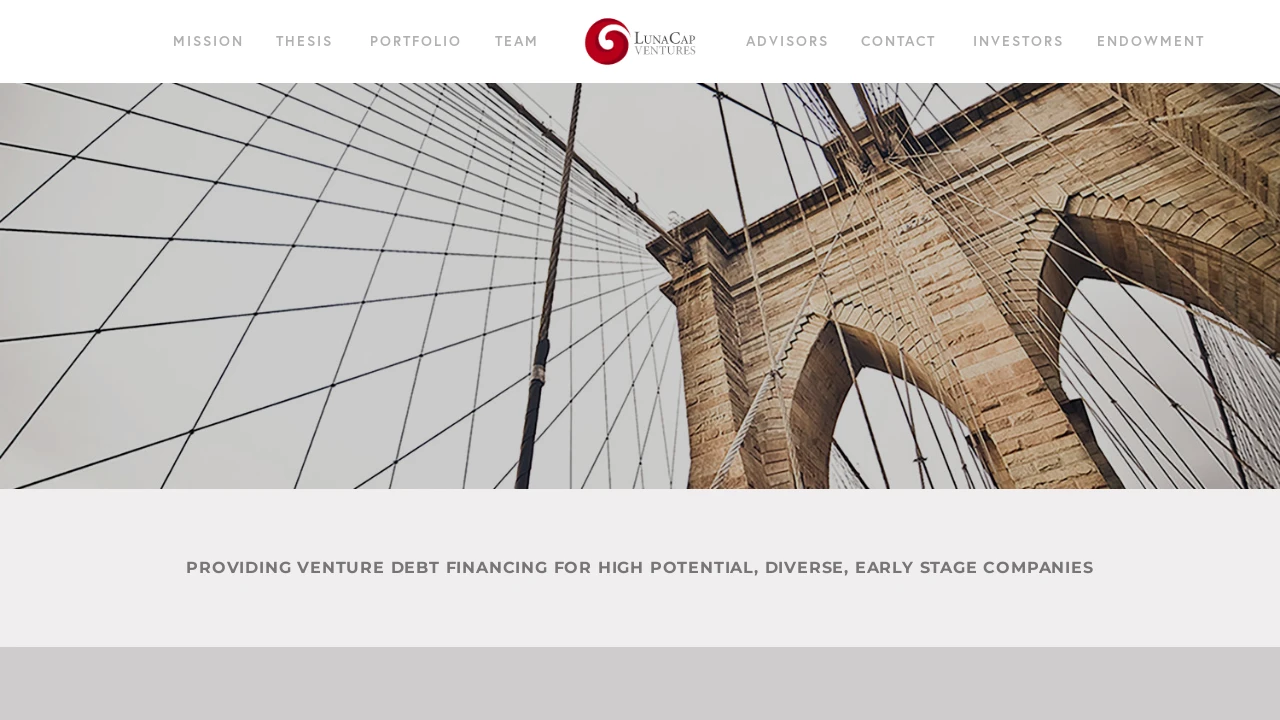 MISSION THESIS PORTFOLIO TEAM LUNACAP VENTURES ADVISORS CONTACT INVESTORS ENDOWMENT
PROVIDING VENTURE DEBT FINANCING FOR HIGH POTENTIAL, DIVERSE, EARLY STAGE COMPANIES